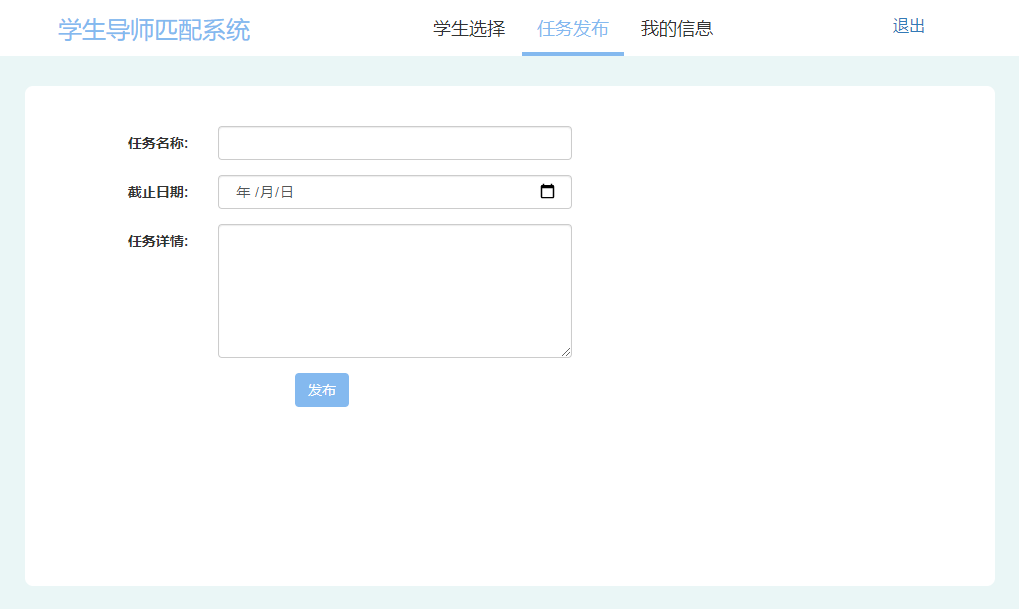 学生导师匹配系统
学生选择 任务发布 我的信息
退出
任务名称:
截止日期: 年 /月/日
任务详情:
发布